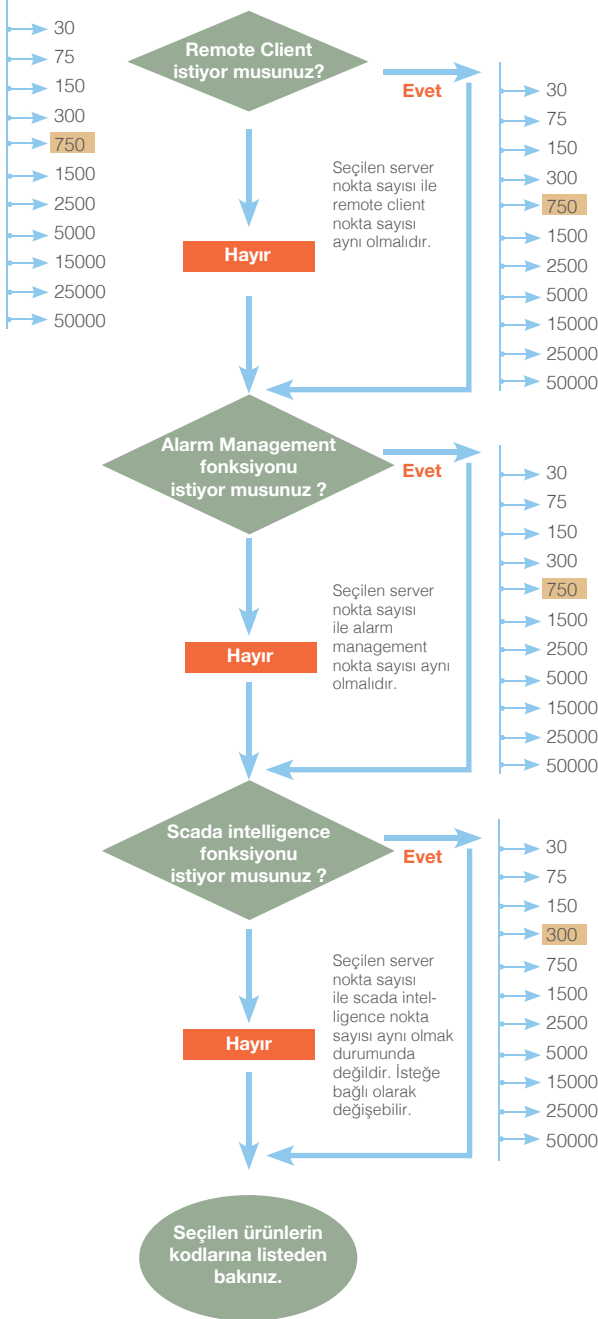 30
75
150
300
750
1500
2500
5000
15000
25000
50000
Remote Client
istiyor musunuz?
Evet
Seçilen server
nokta sayısı ile
remote client
nokta sayısı
aynı olmalıdır.
Hayır
30
75
150
300
750
1500
2500
5000
15000
25000
50000
Alarm Management
fonksiyonu
istiyor musunuz ?
Evet
Seçilen server
nokta sayısı
ile alarm
management
nokta sayısı aynı
olmalıdır.
Hayır
30
75
150
300
750
1500
2500
5000
15000
25000
50000
Scada intelligence
fonksiyonu
istiyor musunuz ?
Evet
Seçilen server
nokta sayısı
ile scada intel-
ligence nokta
sayısı aynı olmak
durumunda
değildir. İsteğe
bağlı olarak
değişebilir.
Hayır
30
75
150
300
750
1500
2500
5000
15000
25000
50000
Seçilen ürünlerin
kodlarına listeden
bakınız.